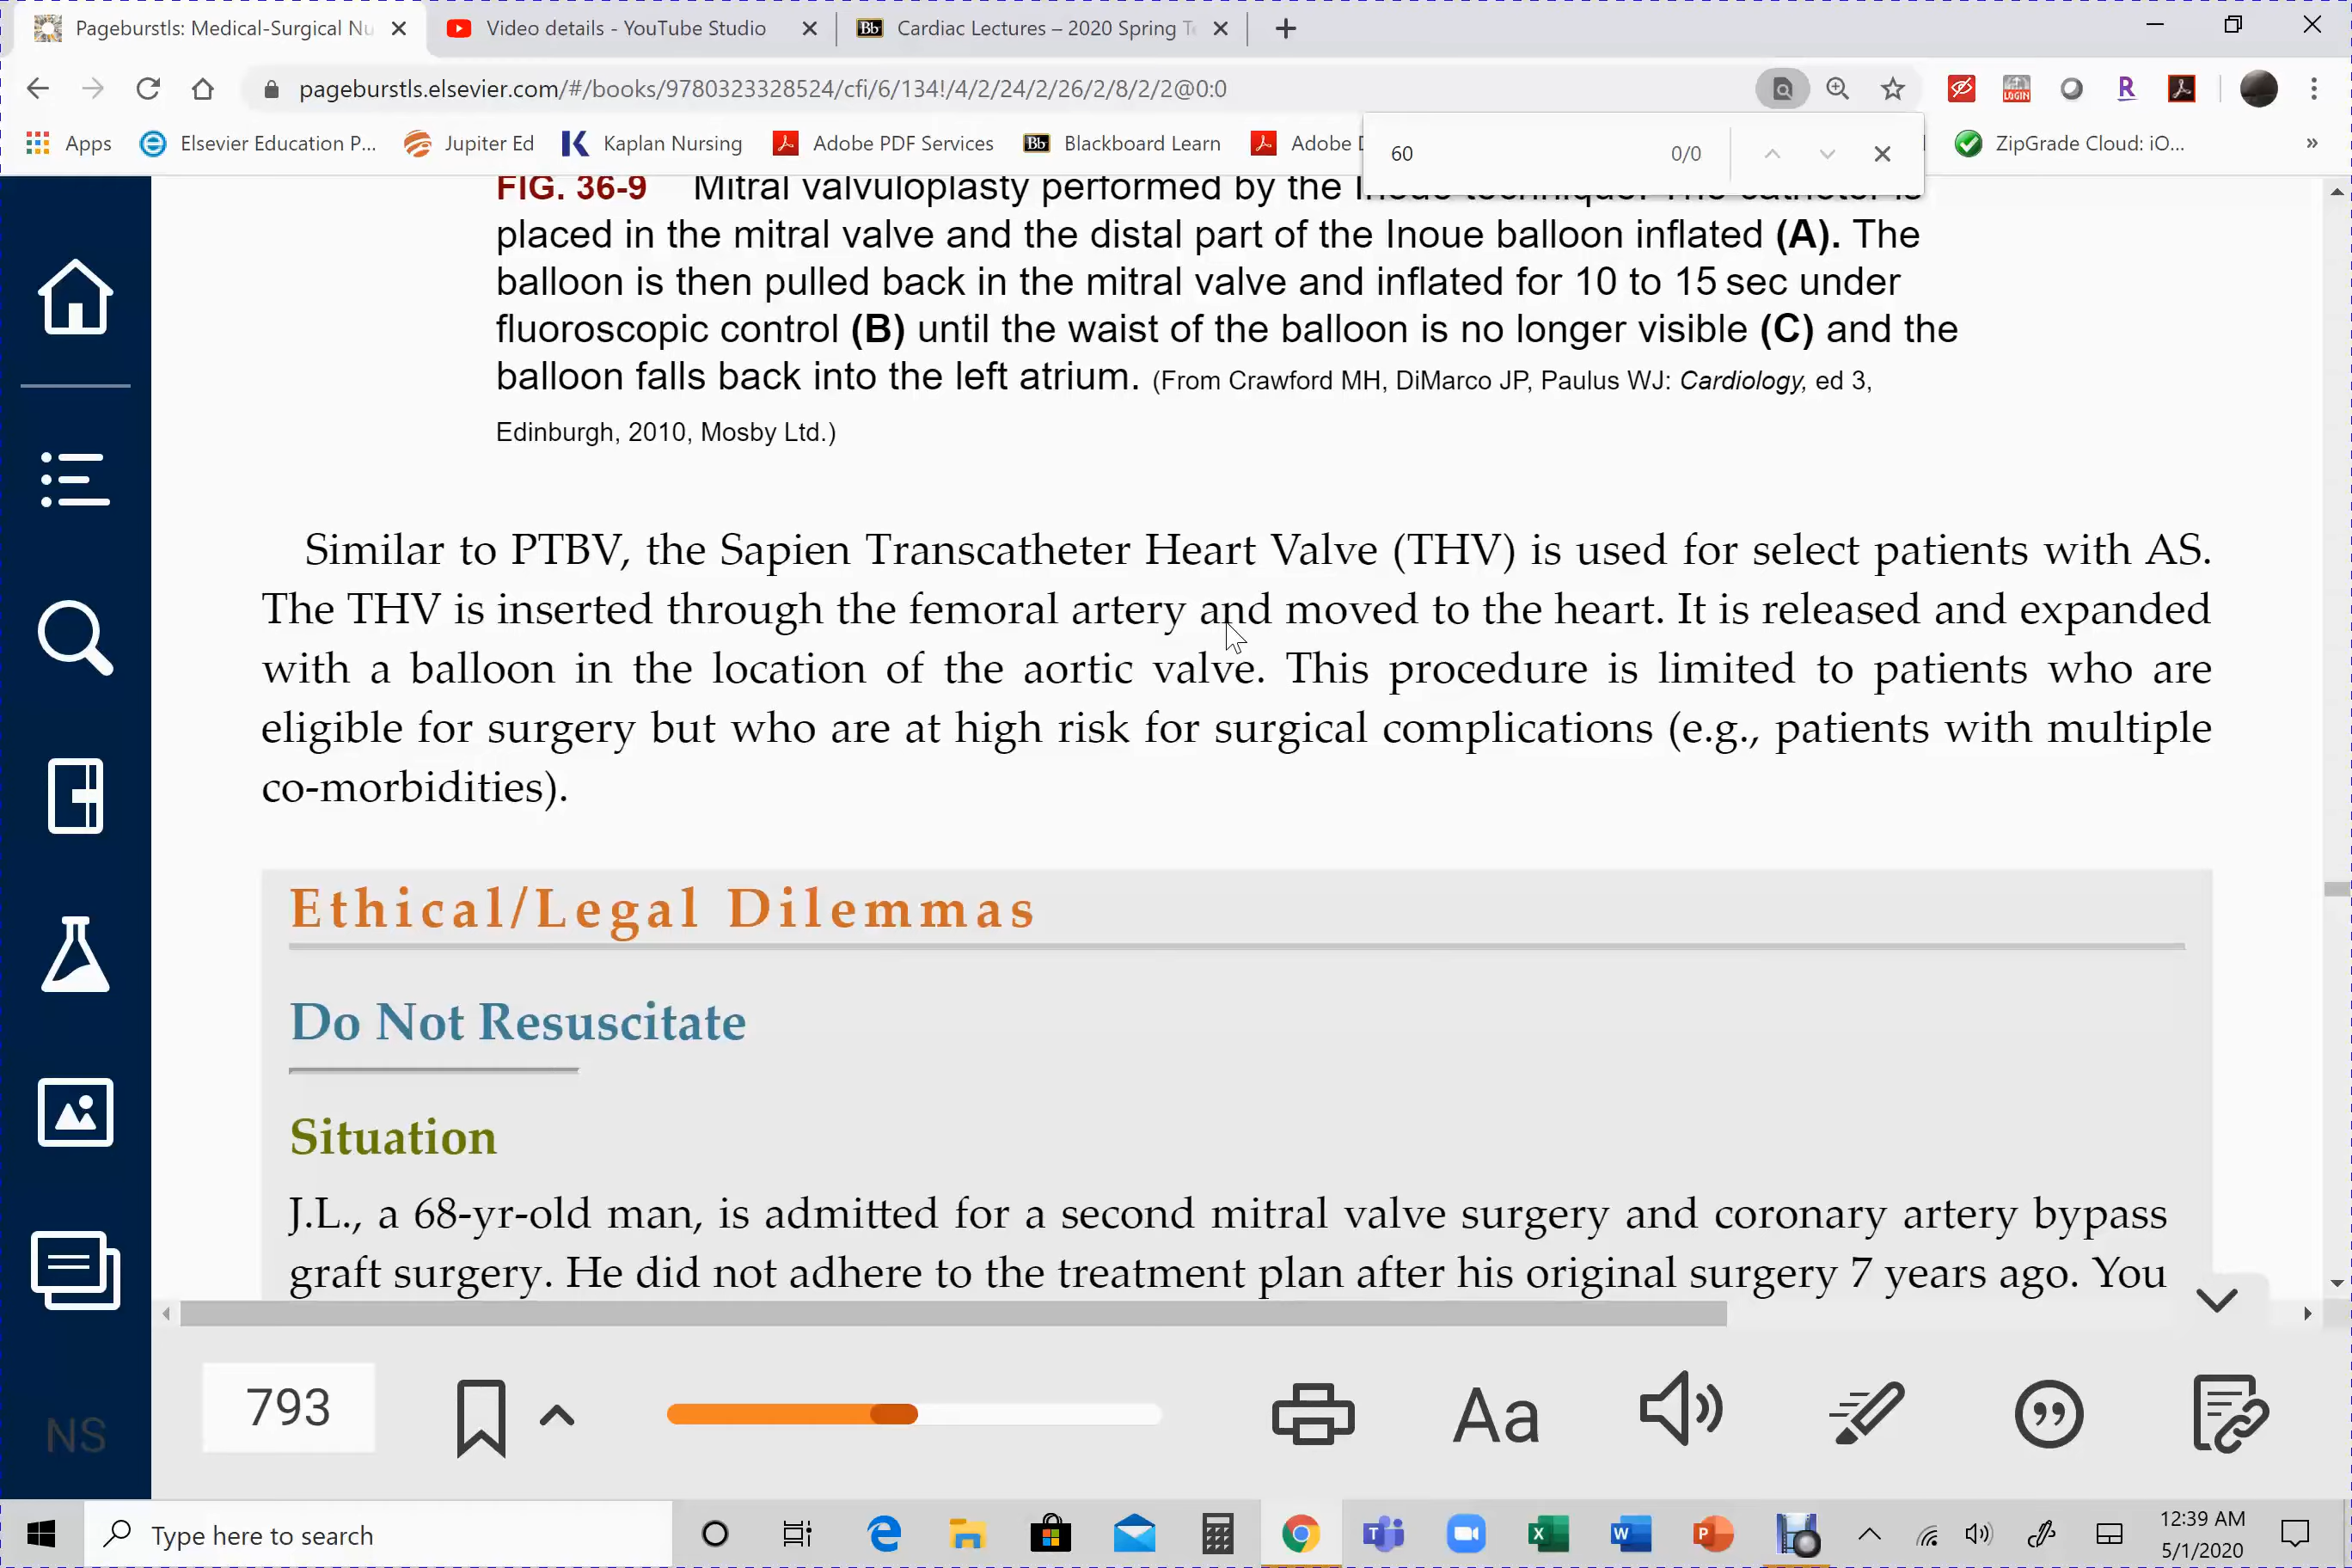 Pageburstls: Medical-Surgical Nu
Video details - YouTube Studio
Bb Cardiac Lectures – 2020 Spring Te
pageburstls.elsevier.com/#/books/9780323328524/cfi/6/134!/4/2/24/2/26/2/8/2/2@0:0
LOGIN
R
Apps
Elsevier Education P...
Jupiter Ed
Kaplan Nursing
Adobe PDF Services
Bb Blackboard Learn
Adobe
60 0/0
ZipGrade Cloud: iO...
»
FIG. 36-9 Mitral valvuloplasty performed by the
placed in the mitral valve and the distal part of the Inoue balloon inflated (A). The
balloon is then pulled back in the mitral valve and inflated for 10 to 15 sec under
fluoroscopic control (B) until the waist of the balloon is no longer visible (C) and the
balloon falls back into the left atrium. (From Crawford MH, DiMarco JP, Paulus WJ: Cardiology, ed 3,
Edinburgh, 2010, Mosby Ltd.)
Similar to PTBV, the Sapien Transcatheter Heart Valve (THV) is used for select patients with AS.
The THV is inserted through the femoral artery and moved to the heart. It is released and expanded
with a balloon in the location of the aortic valve. This procedure is limited to patients who are
eligible for surgery but who are at high risk for surgical complications (e.g., patients with multiple
co-morbidities).
Ethical/Legal Dilemmas
Do Not Resuscitate
Situation
J.L., a 68-yr-old man, is admitted for a second mitral valve surgery and coronary artery bypass
graft surgery. He did not adhere to the treatment plan after his original surgery 7 years ago. You
NS
793
Aa
Type here to search
12:39 AM
5/1/2020